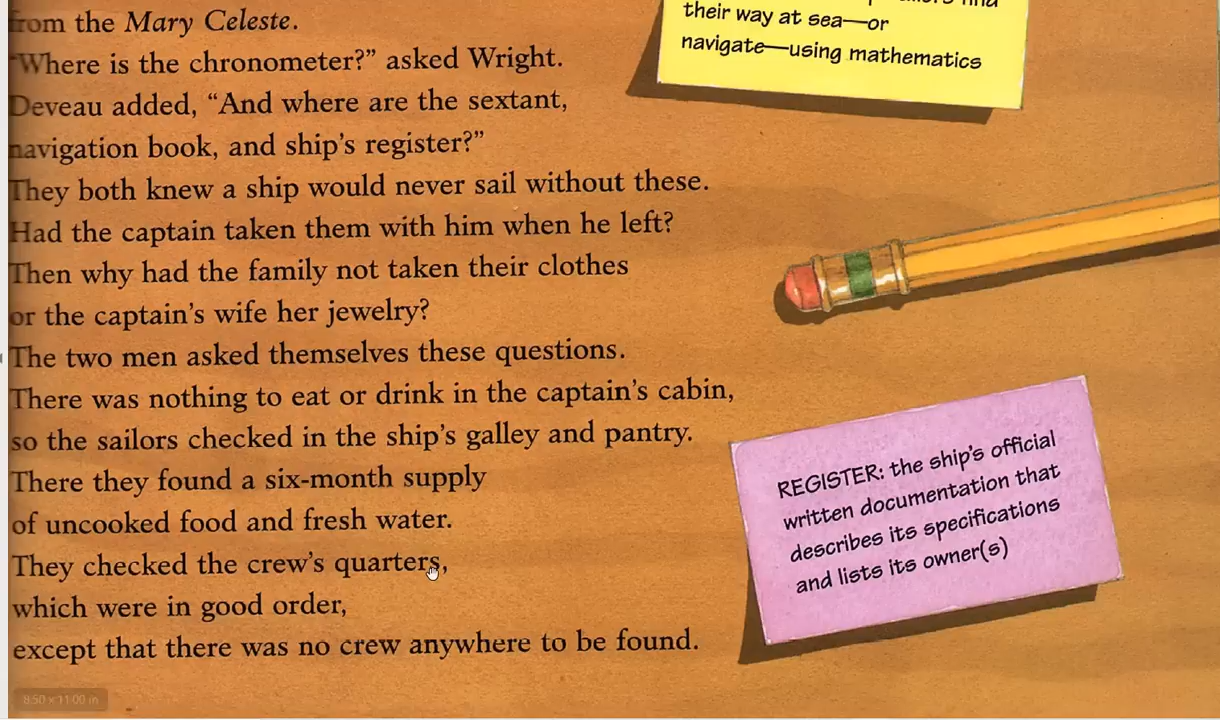 from the Mary Celeste.
“Where is the chronometer?” asked Wright.
Deveau added, “And where are the sextant,
navigation book, and ship’s register?”
They both knew a ship would never sail without these.
Had the captain taken them with him when he left?
Then why had the family not taken their clothes
or the captain’s wife her jewelry?
The two men asked themselves these questions.
There was nothing to eat or drink in the captain’s cabin,
so the sailors checked in the ship’s galley and pantry.
There they found a six-month supply
of uncooked food and fresh water.
They checked the crew’s quarters,
which were in good order,
except that there was no crew anywhere to be found.
their way at sea—or
navigate—using mathematics
REGISTER: the ship’s official
written documentation that
describes its specifications
and lists its owner(s)
8.50 × 11.00 in